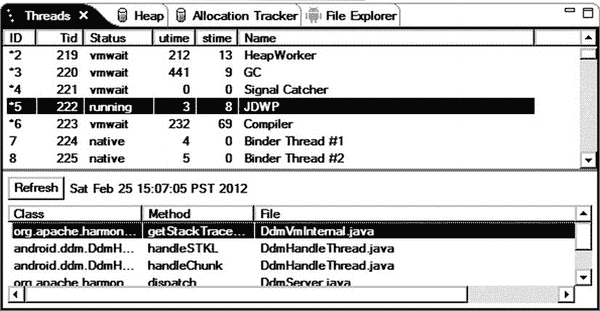 Threads Heap Allocation Tracker File Explorer
ID Tid Status utime stime Name
*2 219 vmwait 212 13 HeapWorker
*3 220 vmwait 441 9 GC
*4 221 vmwait 0 0 Signal Catcher
*5 222 running 3 8 JDWP
*6 223 vmwait 232 69 Compiler
7 224 native 4 0 Binder Thread #1
8 225 native 5 0 Binder Thread #2
Refresh Sat Feb 25 15:07:05 PST 2012
Class Method File
org.apache.harmon... getStackTrace... DdmVmInternal.java
android.ddm.DdmH... handleSTKL DdmHandleThread.java
android.ddm.DdmH... handleChunk DdmHandleThread.java
org.apache.harmon... dispatch DdmServer.java